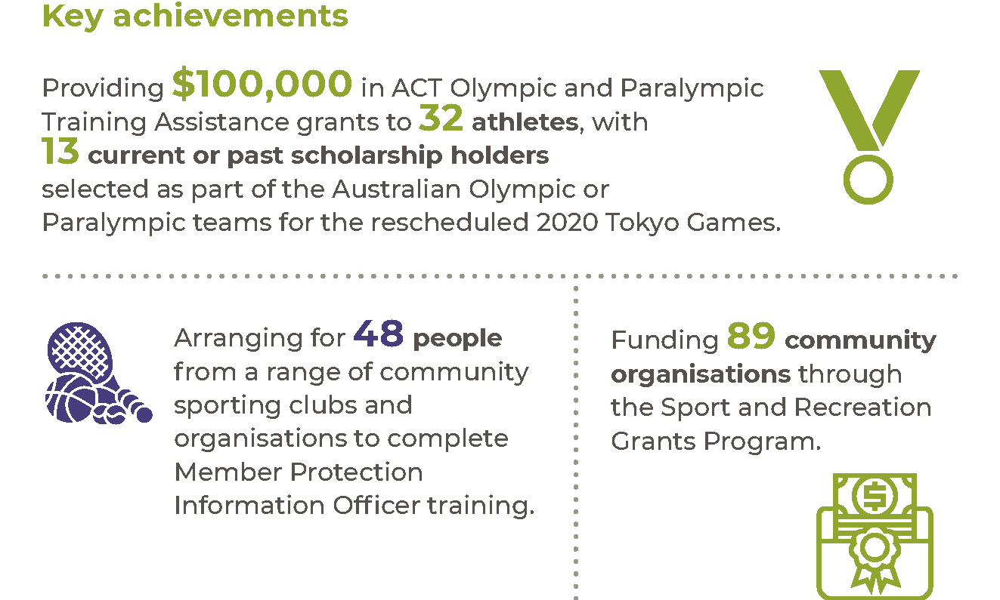 Key achievements
Providing $100,000 in ACT Olympic and Paralympic
Training Assistance grants to 32 athletes, with
13 current or past scholarship holders
selected as part of the Australian Olympic or
Paralympic teams for the rescheduled 2020 Tokyo Games.
Arranging for 48 people
from a range of community
sporting clubs and
organisations to complete
Member Protection
Information Officer training.
Funding 89 community
organisations through
the Sport and Recreation
Grants Program.
$